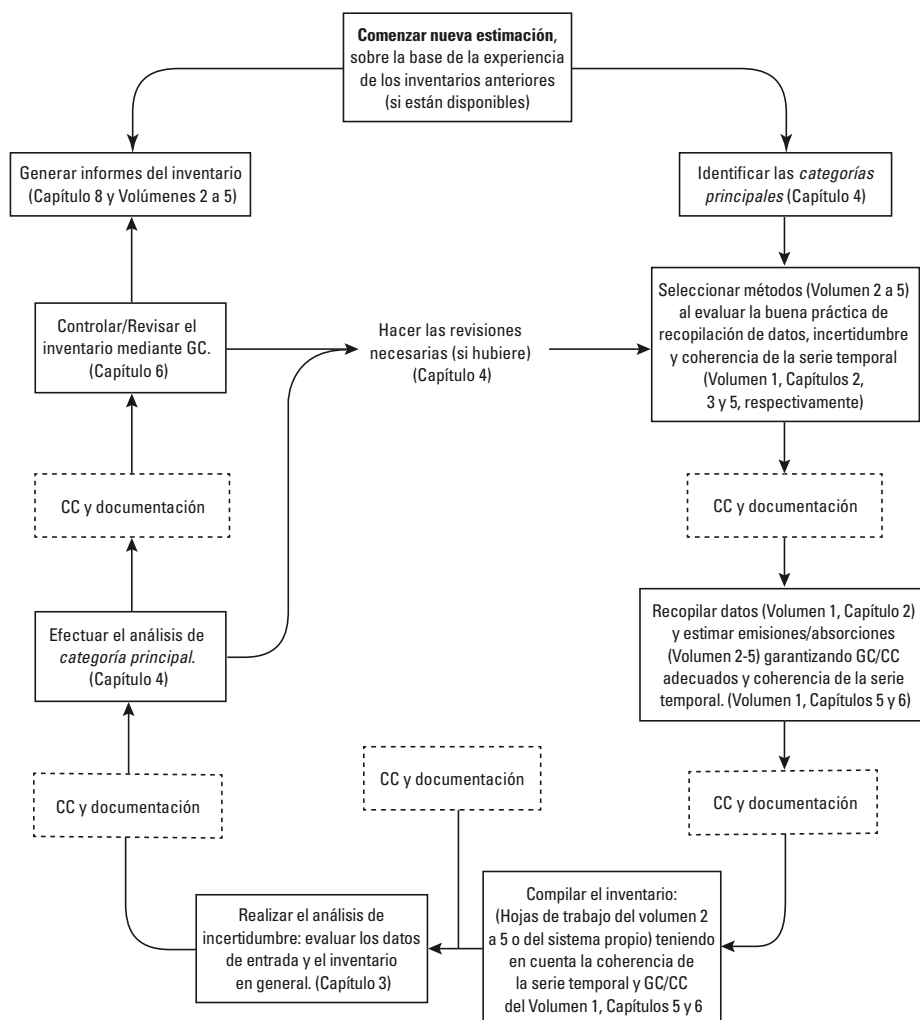 Comenzar nueva estimación,
sobre la base de la experiencia
de los inventarios anteriores
(si están disponibles)
Generar informes del inventario
(Capítulo 8 y Volúmenes 2 a 5)
Identificar las categorías
principales (Capítulo 4)
Controlar/Revisar el
inventario mediante GC.
(Capítulo 6)
Hacer las revisiones
necesarias (si hubiere)
(Capítulo 4)
Seleccionar métodos (Volumen 2 a 5)
al evaluar la buena práctica de
recopilación de datos, incertidumbre
y coherencia de la serie temporal
(Volumen 1, Capítulos 2,
3 y 5, respectivamente)
CC y documentación
CC y documentación
Efectuar el análisis de
categoría principal.
(Capítulo 4)
Recopilar datos (Volumen 1, Capítulo 2)
y estimar emisiones/absorciones
(Volumen 2-5) garantizando GC/CC
adecuados y coherencia de la serie
temporal. (Volumen 1, Capítulos 5 y 6)
CC y documentación
CC y documentación
CC y documentación
Realizar el análisis de
incertidumbre: evaluar los datos
de entrada y el inventario
en general. (Capítulo 3)
Compilar el inventario:
(Hojas de trabajo del volumen 2
a 5 o del sistema propio) teniendo
en cuenta la coherencia de
la serie temporal y GC/CC
del Volumen 1, Capítulos 5 y 6